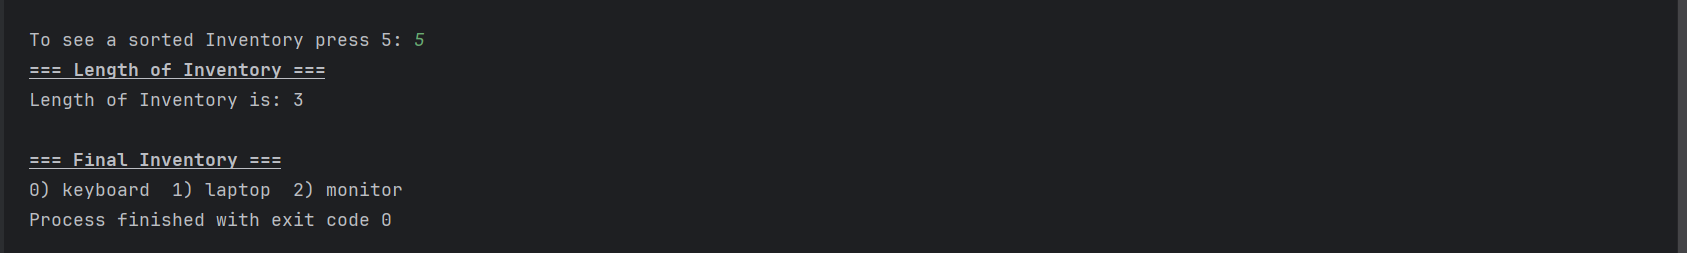 To see a sorted Inventory press 5: 5
=== Length of Inventory ===
Length of Inventory is: 3
=== Final Inventory ===
0) keyboard  1) laptop  2) monitor
Process finished with exit code 0